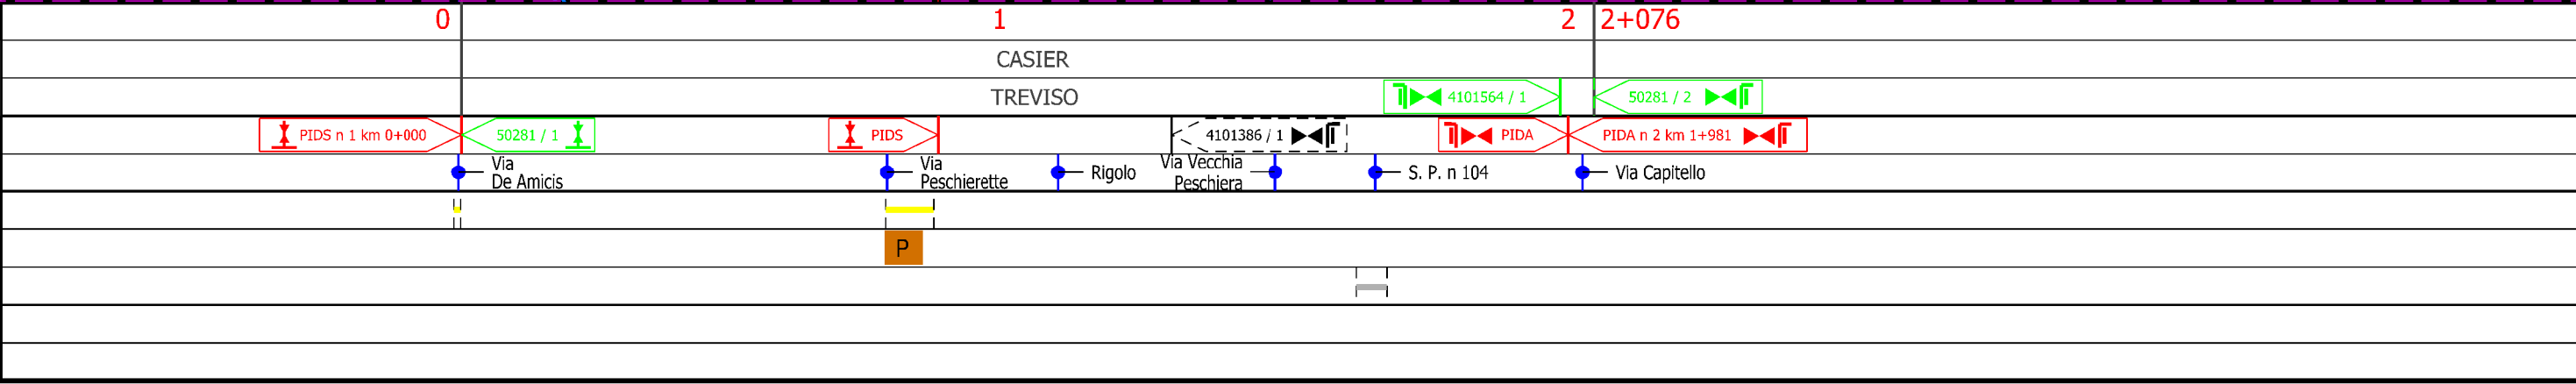 0
1
2
2+076
CASIER
TREVISO
4101564 / 1
50281 / 2
PIDS n 1 km 0+000
50281 / 1
PIDS
4101386 / 1
PIDA
PIDA n 2 km 1+981
Via
De Amicis
Via
Peschierette
Rigolo
Via Vecchia
Peschiera
S. P. n 104
Via Capitello
P